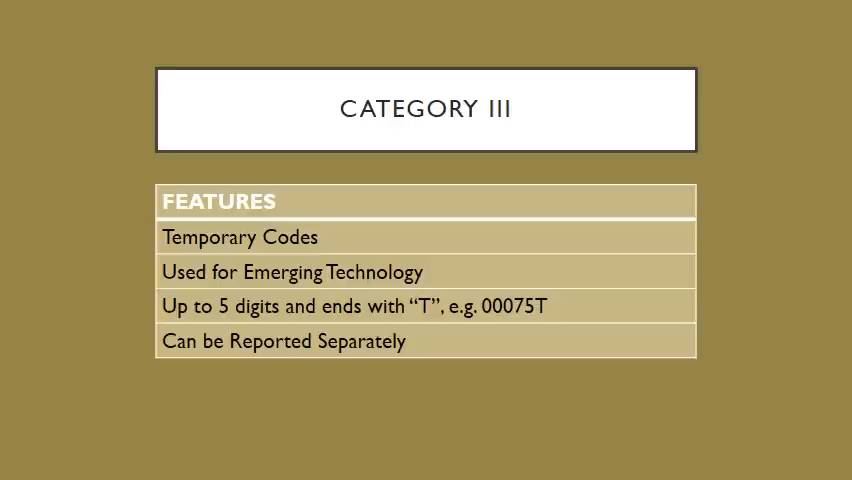 CATEGORY III
FEATURES
Temporary Codes
Used for Emerging Technology
Up to 5 digits and ends with “T”, e.g. 00075T
Can be Reported Separately